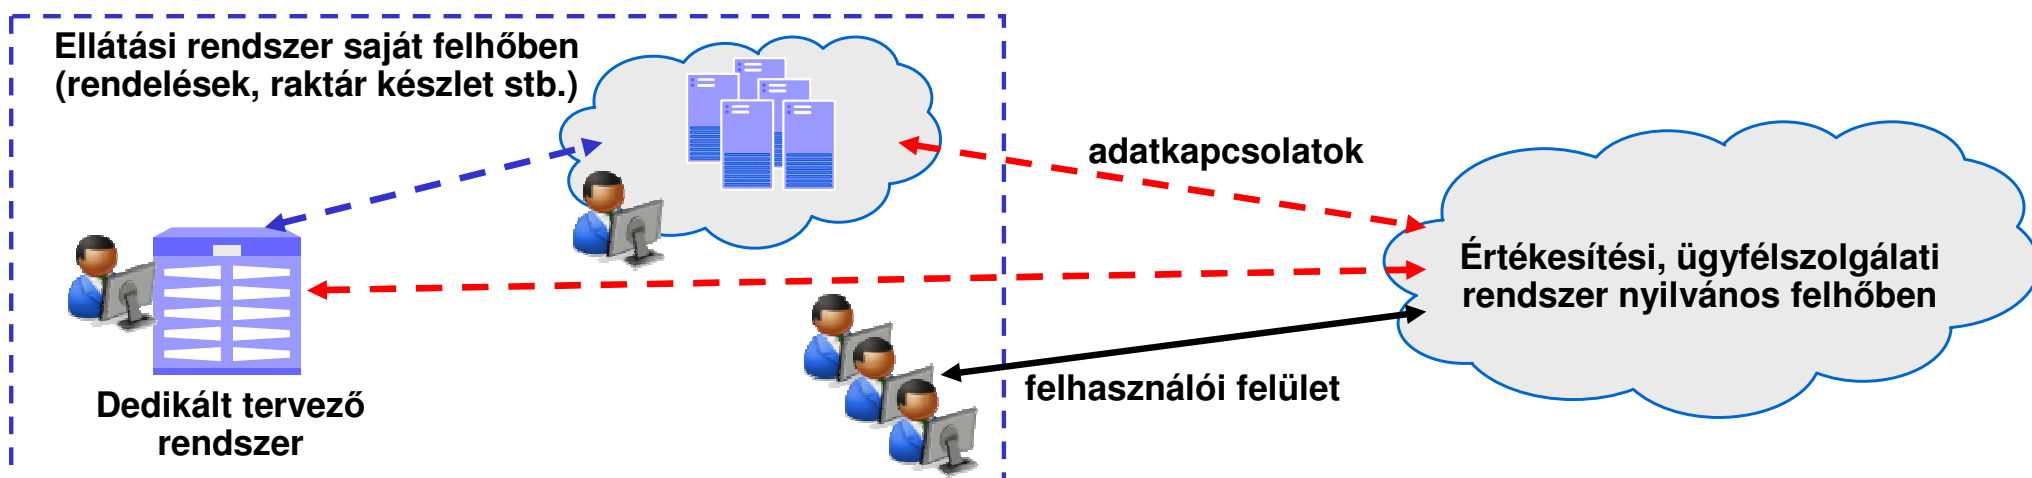 Ellátási rendszer saját felhőben
(rendelések, raktár készlet stb.)
adatkapcsolatok
Értékesítési, ügyfélszolgálati
rendszer nyilvános felhőben
felhasználói felület
Dedikált tervező
rendszer